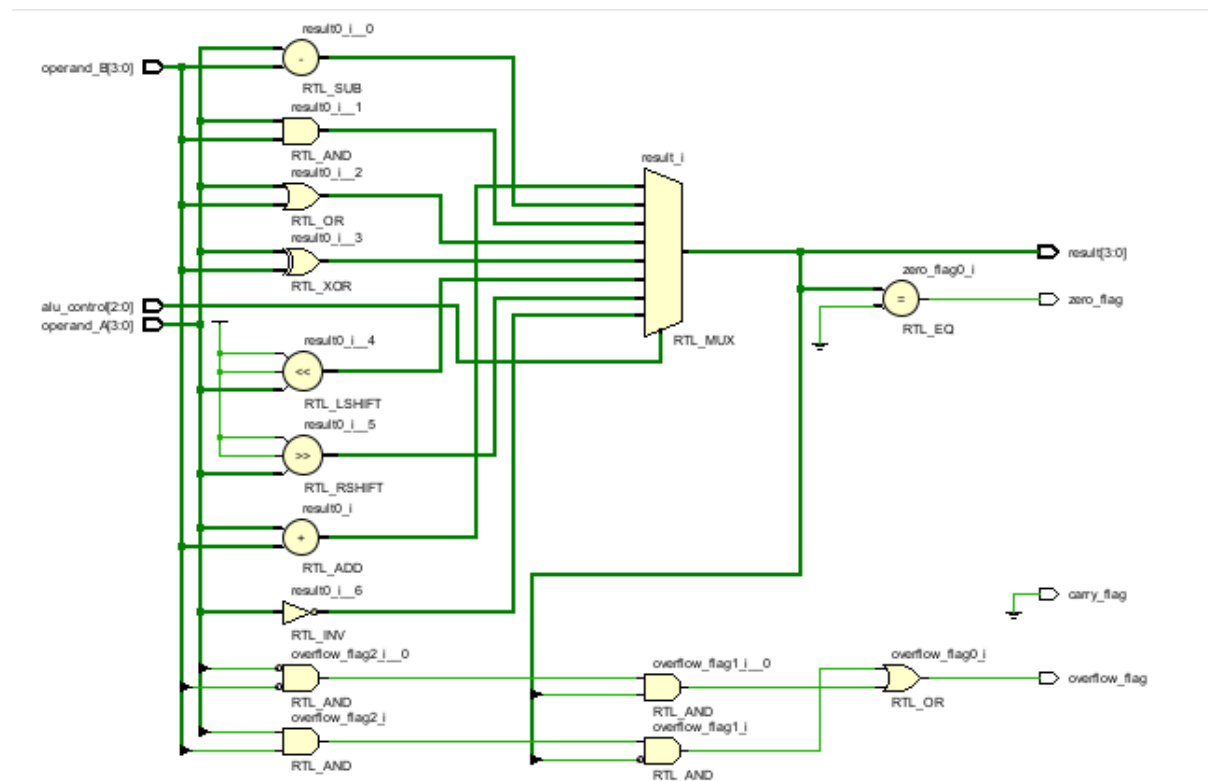 result0_i__0
operand_B[3:0]
-
RTL_SUB
result0_i__1
RTL_AND
result0_i__2
RTL_OR
result0_i__3
RTL_XOR
result_i
RTL_MUX
result[3:0]
zero_flag0_i
=
zero_flag
RTL_EQ
alu_control[2:0]
operand_A[3:0]
result0_i__4
<<
RTL_LSHIFT
result0_i__5
>>
RTL_RSHIFT
result0_i
+
RTL_ADD
result0_i__6
RTL_INV
carry_flag
overflow_flag2_i__0
RTL_AND
overflow_flag2_i
RTL_AND
overflow_flag1_i__0
RTL_AND
overflow_flag1_i
RTL_AND
overflow_flag0_i
RTL_OR
overflow_flag